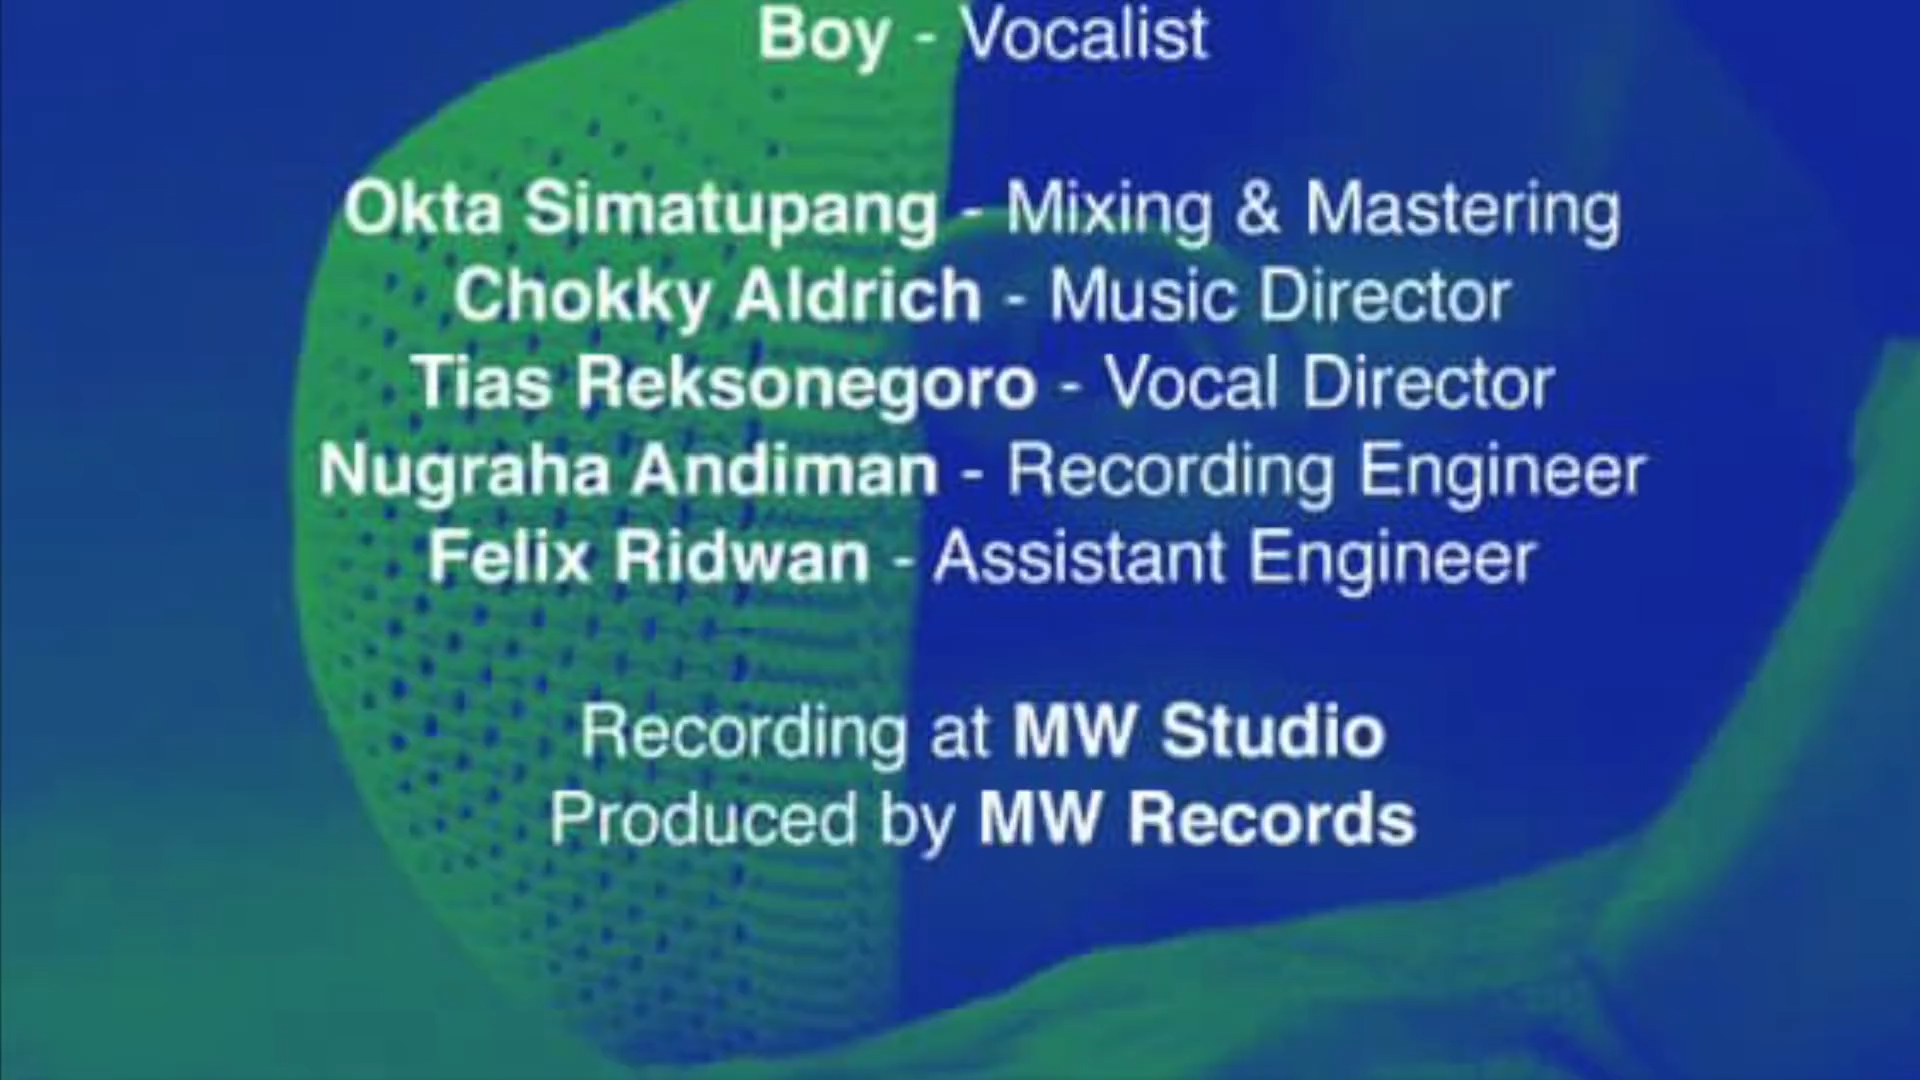 Boy - Vocalist
Okta Simatupang - Mixing & Mastering
Chokky Aldrich - Music Director
Tias Reksonegoro - Vocal Director
Nugraha Andiman - Recording Engineer
Felix Ridwan - Assistant Engineer
Recording at MW Studio
Produced by MW Records